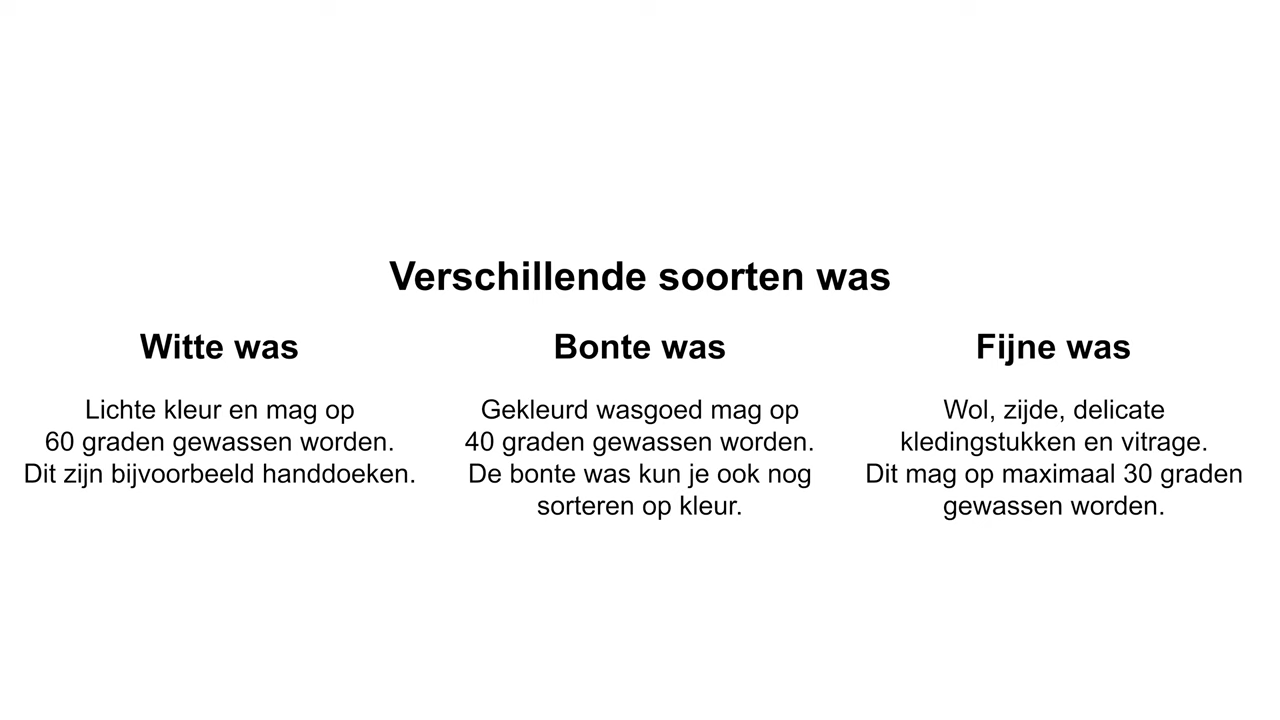 Verschillende soorten was
Witte was
Lichte kleur en mag op
60 graden gewassen worden.
Dit zijn bijvoorbeeld handdoeken.
Bonte was
Gekleurd wasgoed mag op
40 graden gewassen worden.
De bonte was kun je ook nog
sorteren op kleur.
Fijne was
Wol, zijde, delicate
kledingstukken en vitrage.
Dit mag op maximaal 30 graden
gewassen worden.